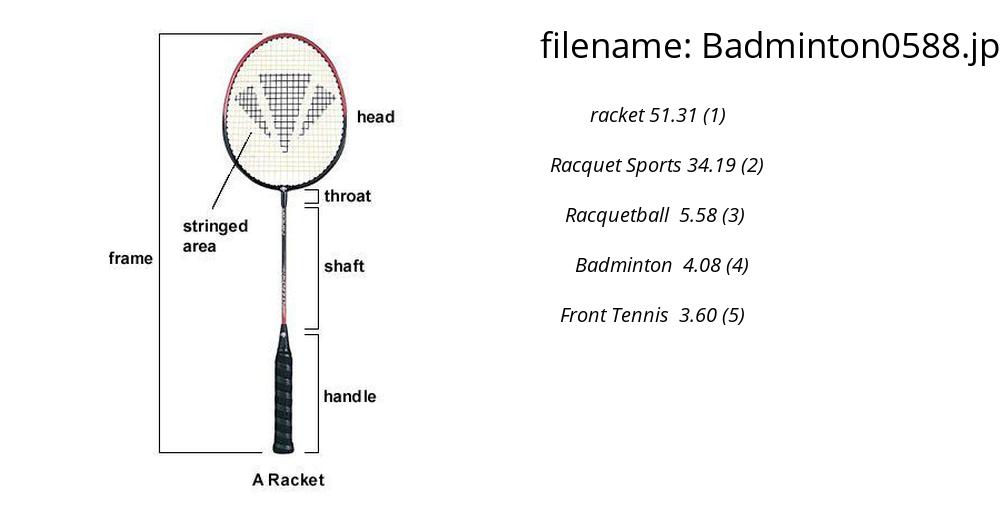 filename: Badminton0588.jp
racket 51.31 (1)
head
Racquet Sports 34.19 (2)
throat
Racquetball 5.58 (3)
stringed
area
frame
shaft
Badminton 4.08 (4)
Front Tennis 3.60 (5)
handle
A Racket